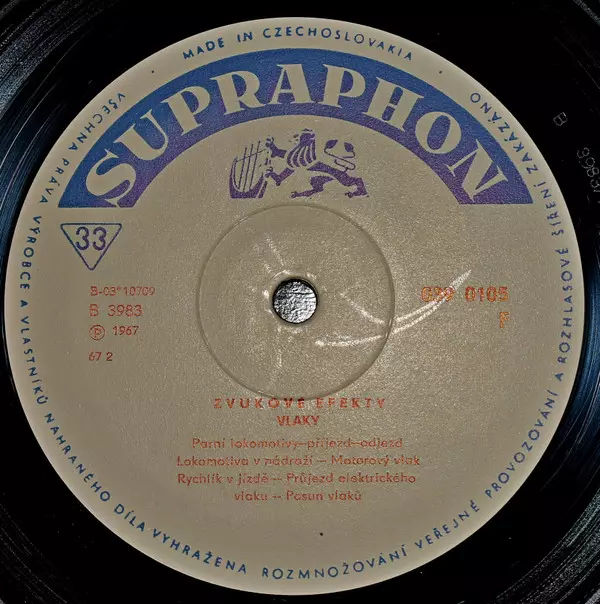 MADE IN CZECHOSLOVAKIA
SUPRAPHON
33
B-03*10709
B 3983
Ⓟ 1967
67 2
0105
F
ZVUKOVÉ EFEKTY
VLAKY
Parní lokomotivy—příjezd—odjezd
Lokomotiva v nádraží — Motorový vlak
Rychlík v jízdě — Průjezd elektrického
vlaku — Posun vlaků
VŠECHNA PRÁVA VÝROBCE A VLASTNÍKŮ NAHRANÉHO DÍLA VYHRAŽENA
ROZMNOŽOVÁNÍ VEŘEJNÉ PROVOZOVÁNÍ A ROZHLASOVÉ ŠÍŘENÍ ZAKÁZÁNO
B 3983